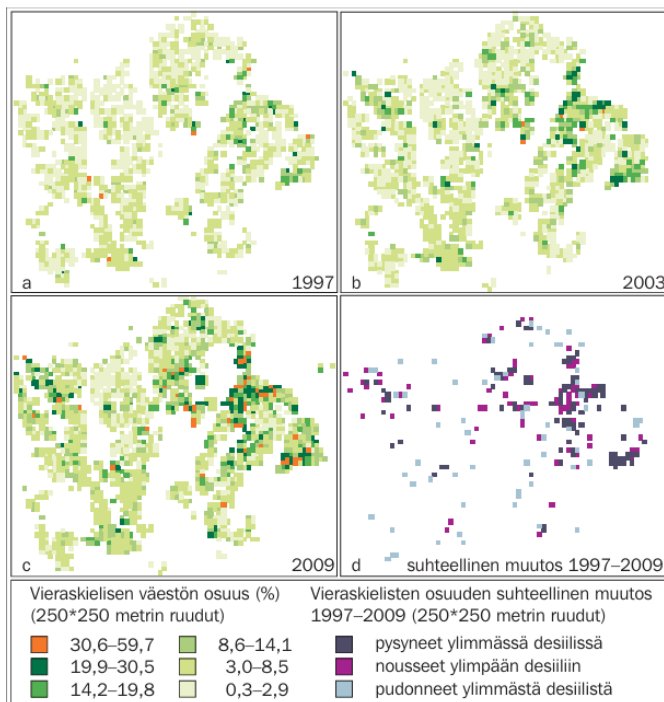 a 1997
b 2003
c 2009
d suhteellinen muutos 1997–2009
Vieraskielisen väestön osuus (%)
(250*250 metrin ruudut)
30,6–59,7
19,9–30,5
14,2–19,8
8,6–14,1
3,0–8,5
0,3–2,9
Vieraskielisten osuuden suhteellinen muutos
1997–2009 (250*250 metrin ruudut)
pysyneet ylimmässä desiilissä
nousseet ylimpään desiiliin
pudonneet ylimmästä desiilistä